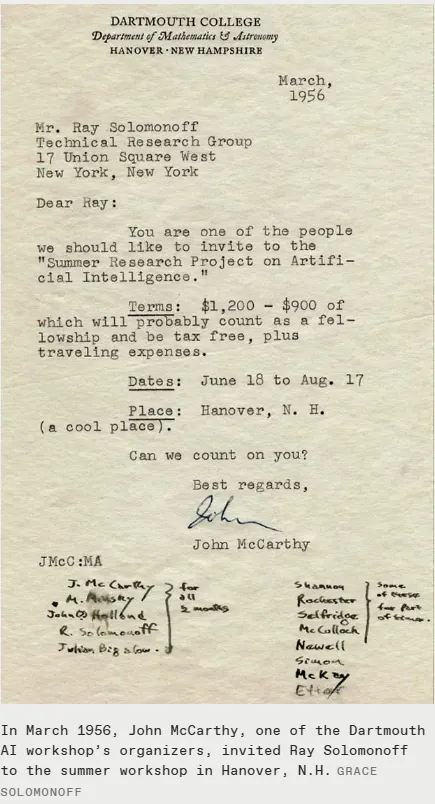 DARTMOUTH COLLEGE
Department of Mathematics & Astronomy
HANOVER · NEW HAMPSHIRE
March,
1956
Mr. Ray Solomonoff
Technical Research Group
17 Union Square West
New York, New York
Dear Ray:
You are one of the people
we should like to invite to the
"Summer Research Project on Artifi-
cial Intelligence."
Terms: $1,200 - $900 of
which will probably count as a fel-
lowship and be tax free, plus
traveling expenses.
Dates: June 18 to Aug. 17
Place: Hanover, N. H.
(a cool place).
Can we count on you?
Best regards,
John
John McCarthy
JMcC:MA
J. McCarthy
M. Minsky
John Holland
R. Solomonoff
Julian Bigelow.
for
all
2 months
Shannon
Rochester
Selfridge
McCulloch
Newell
Simon
McKay
some
of these
for part
of time.
In March 1956, John McCarthy, one of the Dartmouth
AI workshop's organizers, invited Ray Solomonoff
to the summer workshop in Hanover, N.H. GRACE
SOLOMONOFF